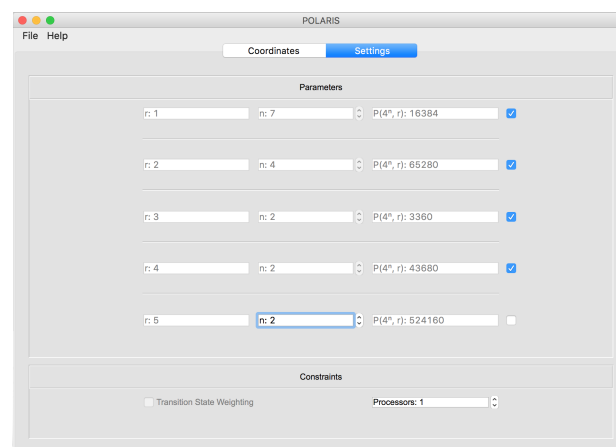 POLARIS
File Help
Coordinates Settings
Parameters
r: 1 n: 7 P(4ⁿ, r): 16384
r: 2 n: 4 P(4ⁿ, r): 65280
r: 3 n: 2 P(4ⁿ, r): 3360
r: 4 n: 2 P(4ⁿ, r): 43680
r: 5 n: 2 P(4ⁿ, r): 524160
Constraints
Transition State Weighting Processors: 1